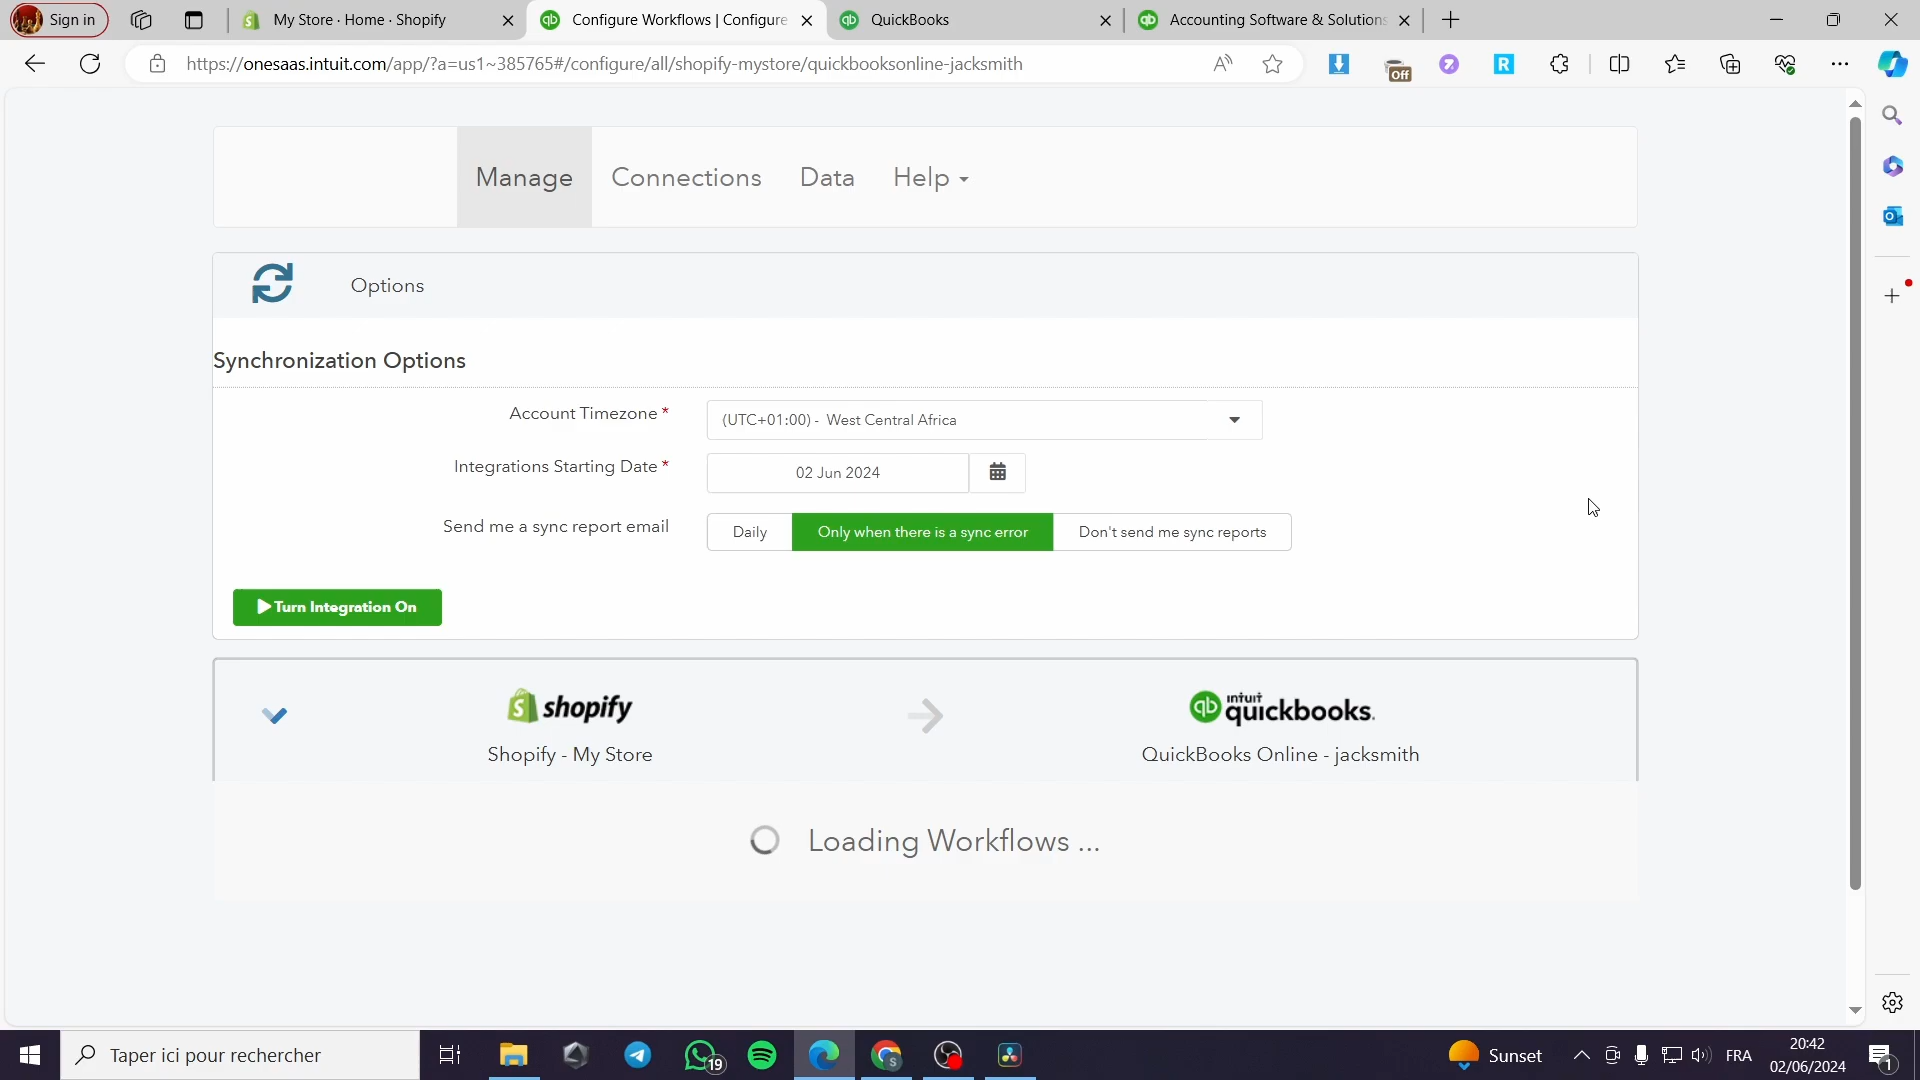 Sign in
My Store · Home · Shopify
Configure Workflows | Configure
QuickBooks
Accounting Software & Solutions
https://onesaas.intuit.com/app/?a=us1~385765#/configure/all/shopify-mystore/quickbooksonline-jacksmith
Off
Manage
Connections
Data
Help
Options
Synchronization Options
Account Timezone *
(UTC+01:00) - West Central Africa
Integrations Starting Date *
02 Jun 2024
Send me a sync report email
Daily
Only when there is a sync error
Don't send me sync reports
Turn Integration On
shopify
Shopify - My Store
intuit
quickbooks.
QuickBooks Online - jacksmith
Loading Workflows ...
Taper ici pour rechercher
19
Sunset
FRA
20:42
02/06/2024
1